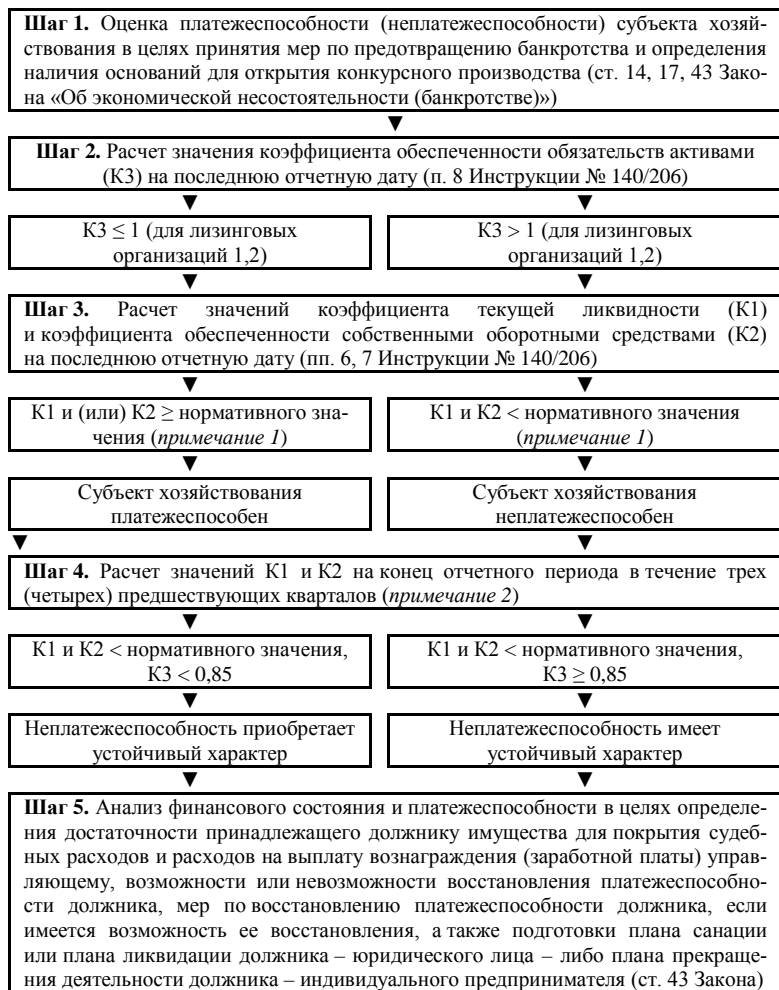 Шаг 1. Оценка платежеспособности (неплатежеспособности) субъекта хозяй-
ствования в целях принятия мер по предотвращению банкротства и определения
наличия оснований для открытия конкурсного производства (ст. 14, 17, 43 Зако-
на «Об экономической несостоятельности (банкротстве)»)
Шаг 2. Расчет значения коэффициента обеспеченности обязательств активами
(К3) на последнюю отчетную дату (п. 8 Инструкции № 140/206)
К3 ≤ 1 (для лизинговых
организаций 1,2)
К3 > 1 (для лизинговых
организаций 1,2)
Шаг 3. Расчет значений коэффициента текущей ликвидности (К1)
и коэффициента обеспеченности собственными оборотными средствами (К2)
на последнюю отчетную дату (пп. 6, 7 Инструкции № 140/206)
К1 и (или) К2 ≥ нормативного зна-
чения (примечание 1)
К1 и К2 < нормативного значения
(примечание 1)
Субъект хозяйствования
платежеспособен
Субъект хозяйствования
неплатежеспособен
Шаг 4. Расчет значений К1 и К2 на конец отчетного периода в течение трех
(четырех) предшествующих кварталов (примечание 2)
К1 и К2 < нормативного значения,
К3 < 0,85
К1 и К2 < нормативного значения,
К3 ≥ 0,85
Неплатежеспособность приобретает
устойчивый характер
Неплатежеспособность имеет
устойчивый характер
Шаг 5. Анализ финансового состояния и платежеспособности в целях определе-
ния достаточности принадлежащего должнику имущества для покрытия судеб-
ных расходов и расходов на выплату вознаграждения (заработной платы) управ-
ляющему, возможности или невозможности восстановления платежеспособно-
сти должника, мер по восстановлению платежеспособности должника, если
имеется возможность ее восстановления, а также подготовки плана санации
или плана ликвидации должника – юридического лица – либо плана прекраще-
ния деятельности должника – индивидуального предпринимателя (ст. 43 Закона)